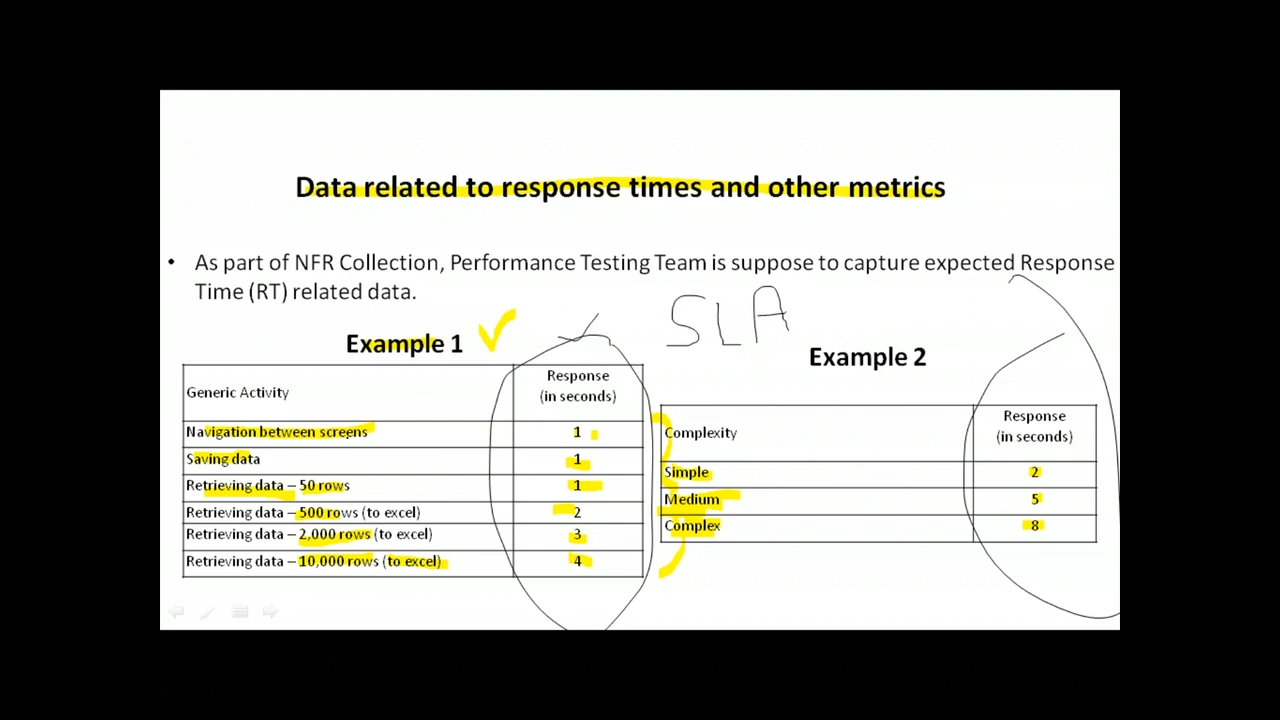 Data related to response times and other metrics
• As part of NFR Collection, Performance Testing Team is suppose to capture expected Response
Time (RT) related data.
SLA
Example 1
Generic Activity
Response
(in seconds)
Navigation between screens 1
Saving data 1
Retrieving data – 50 rows 1
Retrieving data – 500 rows (to excel) 2
Retrieving data – 2,000 rows (to excel) 3
Retrieving data – 10,000 rows (to excel) 4
Example 2
Complexity
Response
(in seconds)
Simple 2
Medium 5
Complex 8